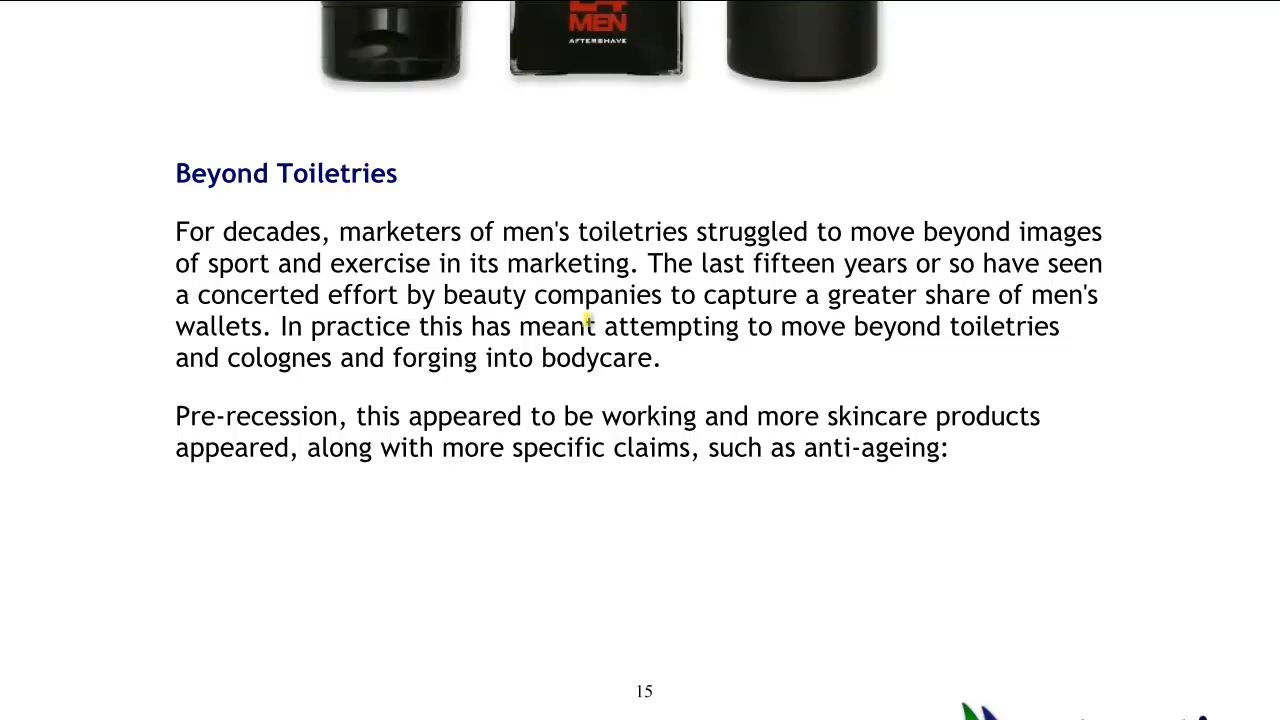 MEN
AFTERSHAVE
Beyond Toiletries
For decades, marketers of men's toiletries struggled to move beyond images
of sport and exercise in its marketing. The last fifteen years or so have seen
a concerted effort by beauty companies to capture a greater share of men's
wallets. In practice this has meant attempting to move beyond toiletries
and colognes and forging into bodycare.
Pre-recession, this appeared to be working and more skincare products
appeared, along with more specific claims, such as anti-ageing:
15